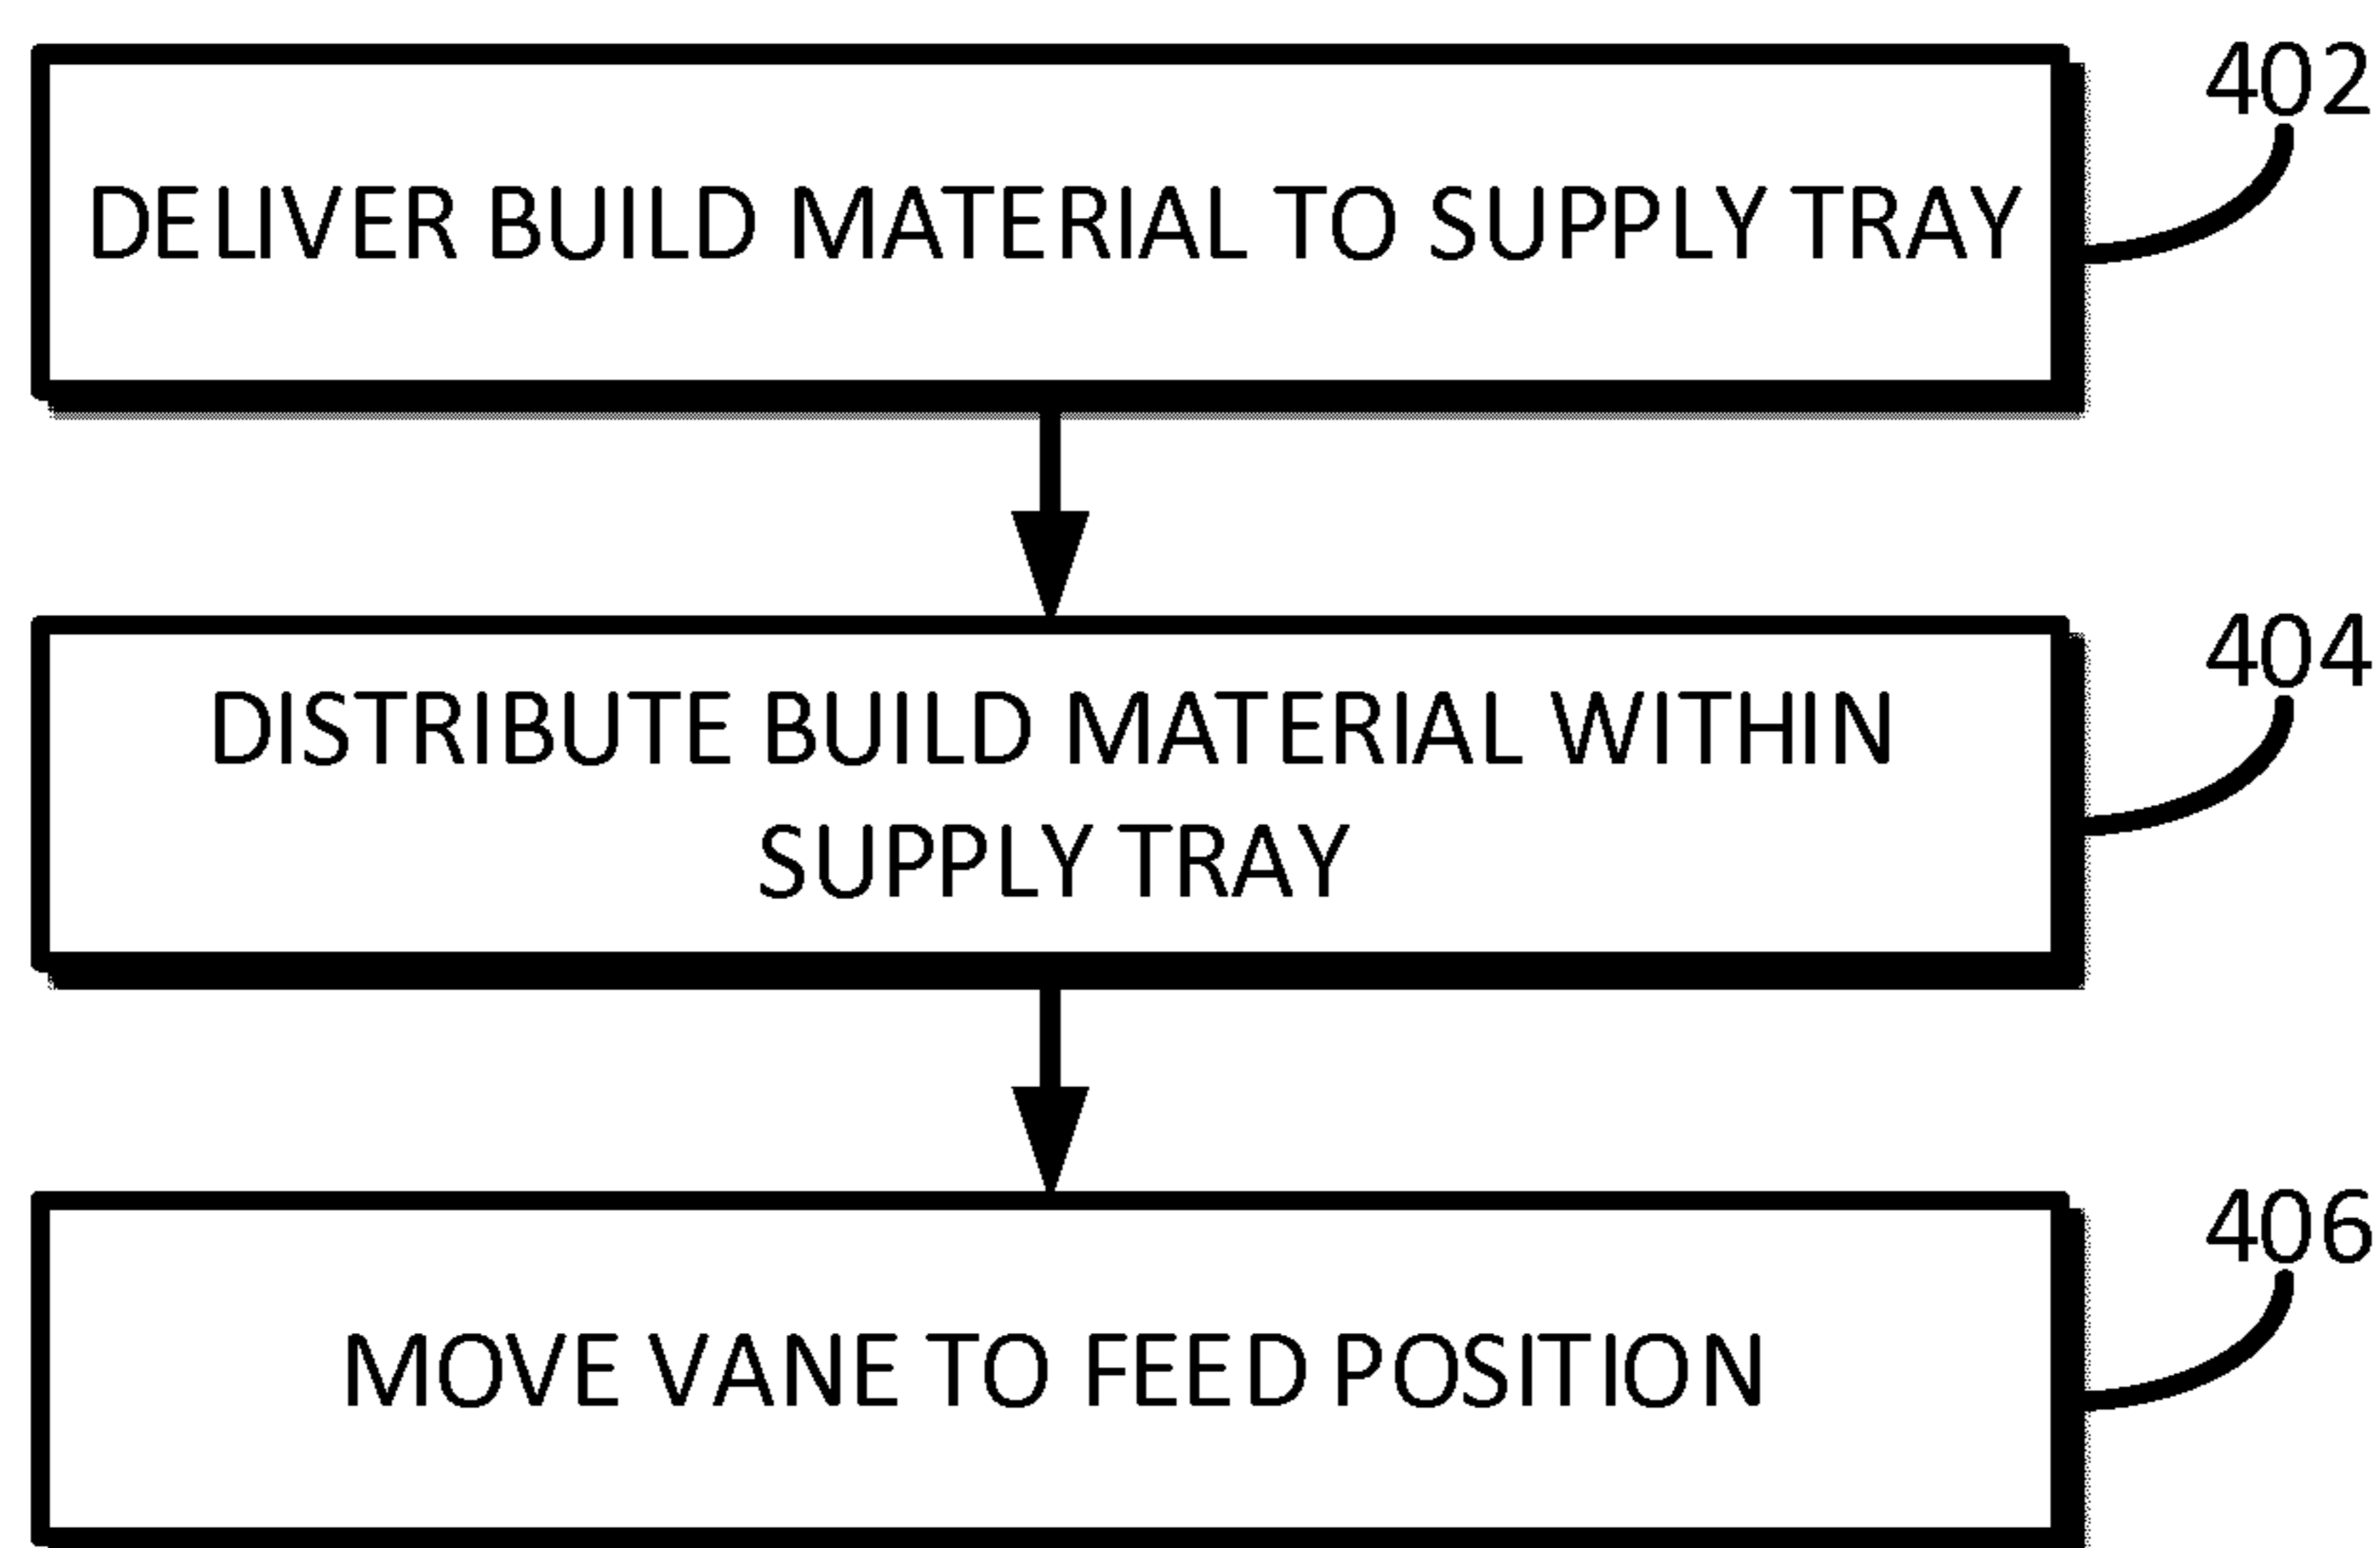 402
DELIVER BUILD MATERIAL TO SUPPLY TRAY
404
DISTRIBUTE BUILD MATERIAL WITHIN
SUPPLY TRAY
406
MOVE VANE TO FEED POSITION